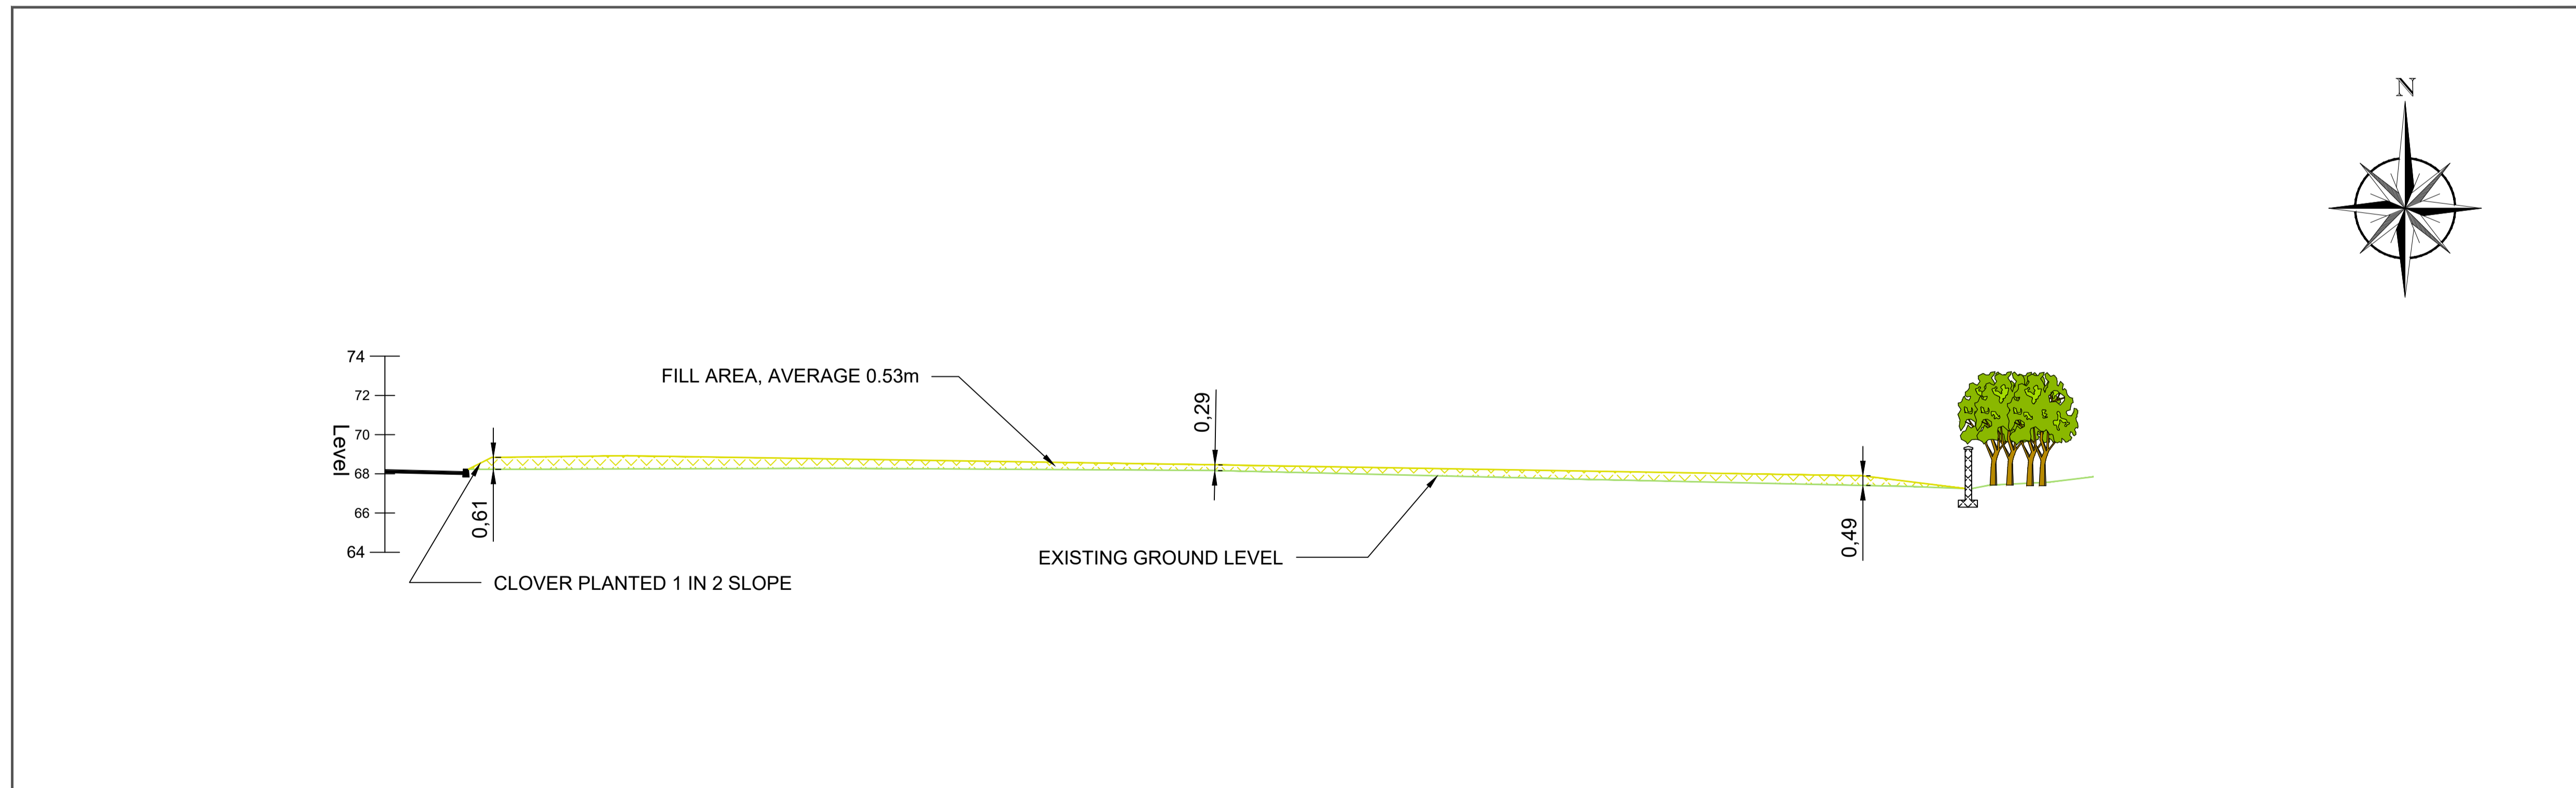 N
74
72
70
68
66
64
Level
FILL AREA, AVERAGE 0.53m
0,29
0,61
0,49
EXISTING GROUND LEVEL
CLOVER PLANTED 1 IN 2 SLOPE